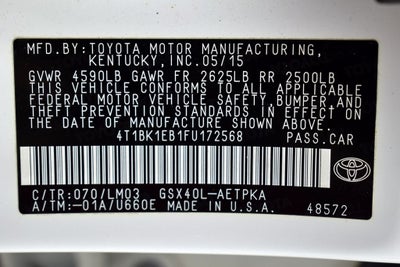 MFD.BY:TOYOTA MOTOR MANUFACTURING,
KENTUCKY, INC.05/15
GVWR 4590LB GAWR FR 2625LB RR 2500LB
THIS VEHICLE CONFORMS TO ALL APPLICABLE
FEDERAL MOTOR VEHICLE SAFETY,BUMPER,AND
THEFT PREVENTION STANDARDS IN EFFECT ON
THE DATE OF MANUFACTURE SHOWN ABOVE.
4T1BK1EB1FU172568 PASS.CAR
C/TR:070/LM03 GSX40L-AETPKA
A/TM:-01A/U660E MADE IN U.S.A. 48572